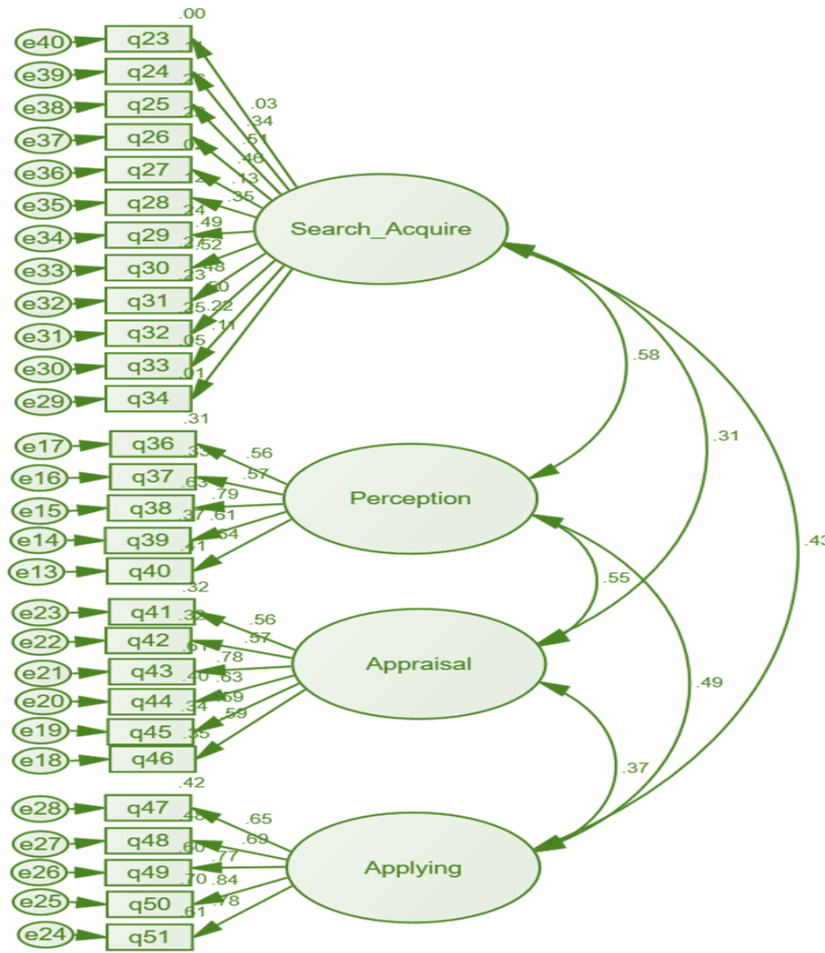 .00
e40 q23
e39 q24
e38 q25
e37 q26
e36 q27
e35 q28
e34 q29
e33 q30
e32 q31
e31 q32
e30 q33
e29 q34
.03
.34
.51
.46
.13
.35
.49
.52
.22
.11
.24
.23
.25
.05
.01
Search_Acquire
.58
.31
.43
.31
e17 q36
e16 q37
e15 q38
e14 q39
e13 q40
.56
.57
.79
.61
.63
.37
.41
Perception
.55
.49
.32
e23 q41
e22 q42
e21 q43
e20 q44
e19 q45
e18 q46
.56
.57
.78
.63
.59
.59
.61
.40
.34
.35
Appraisal
.37
.42
e28 q47
e27 q48
e26 q49
e25 q50
e24 q51
.65
.69
.77
.84
.78
.48
.60
.70
.61
Applying